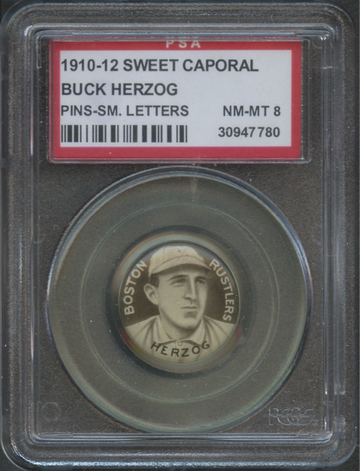 PSA
1910-12 SWEET CAPORAL
BUCK HERZOG
PINS-SM. LETTERS NM-MT 8
30947780
BOSTON RUSTLERS
HERZOG